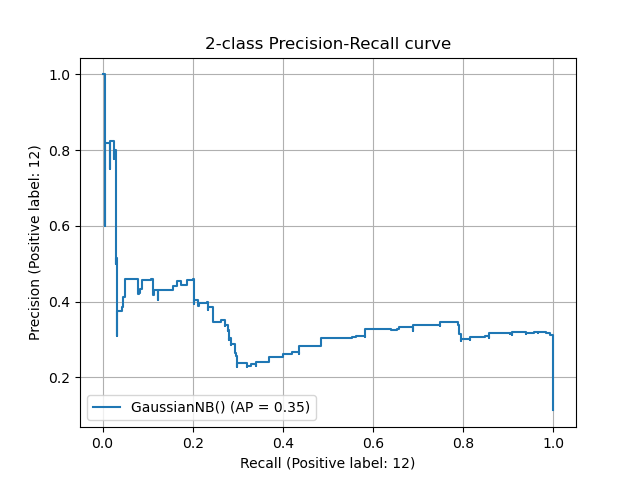 2-class Precision-Recall curve
Precision (Positive label: 12)
1.0
0.8
0.6
0.4
0.2
GaussianNB() (AP = 0.35)
0.0 0.2 0.4 0.6 0.8 1.0
Recall (Positive label: 12)